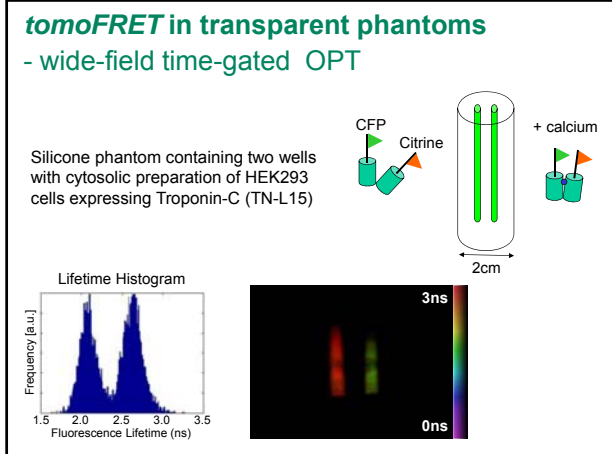 tomoFRET in transparent phantoms
- wide-field time-gated OPT
Silicone phantom containing two wells
with cytosolic preparation of HEK293
cells expressing Troponin-C (TN-L15)
CFP
Citrine
+ calcium
2cm
Lifetime Histogram
Frequency [a.u.]
1.5 2.0 2.5 3.0 3.5
Fluorescence Lifetime (ns)
3ns
0ns